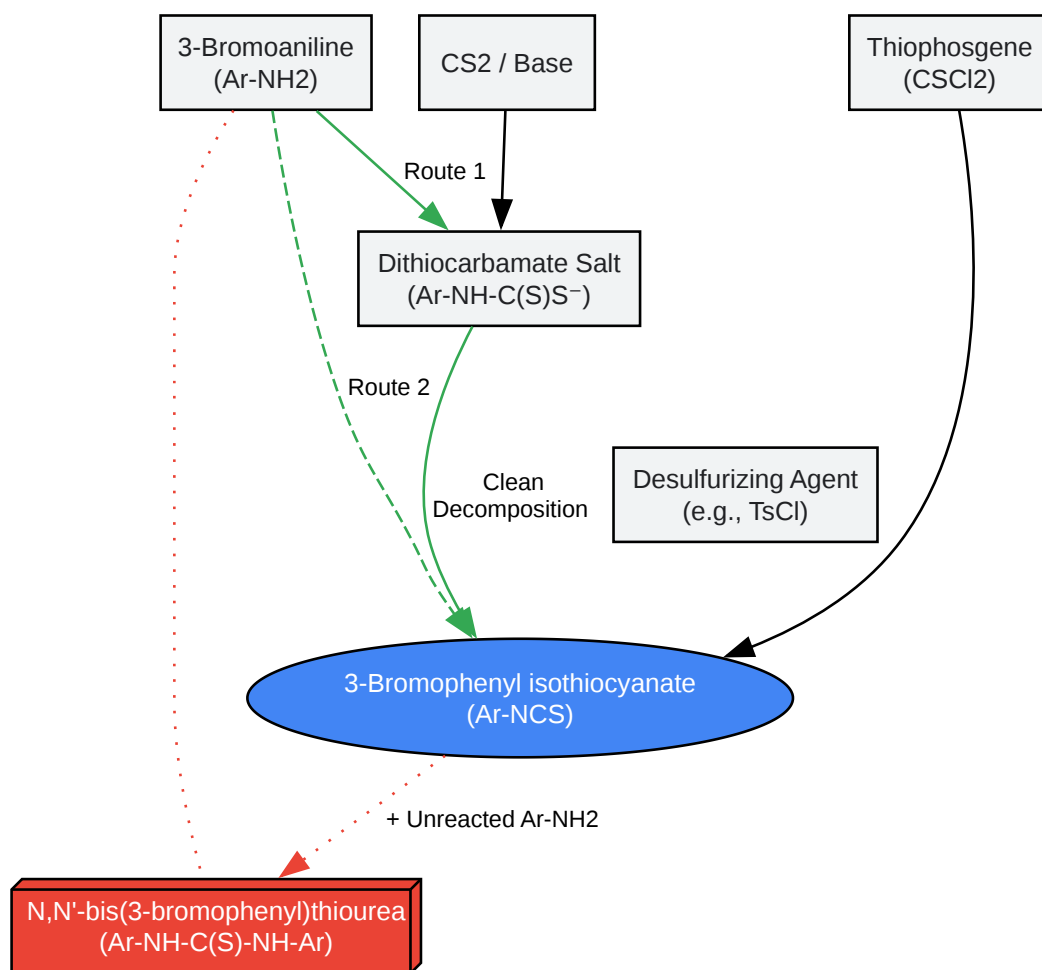 3-Bromoaniline
(Ar-NH2)
CS2 / Base
Thiophosgene
(CSCl2)
Route 1
Dithiocarbamate Salt
(Ar-NH-C(S)S⁻)
Route 2
Clean
Decomposition
Desulfurizing Agent
(e.g., TsCl)
3-Bromophenyl isothiocyanate
(Ar-NCS)
+ Unreacted Ar-NH2
N,N'-bis(3-bromophenyl)thiourea
(Ar-NH-C(S)-NH-Ar)